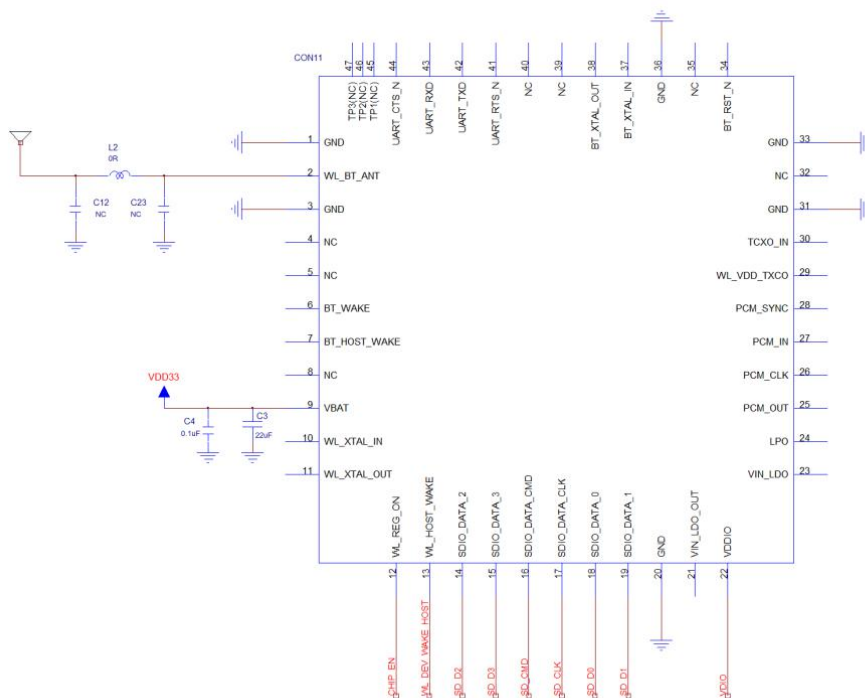 CON11
47
46
45
44
43
42
41
40
39
38
37
36
35
34
TP3(NC)
TP2(NC)
TP1(NC)
UART_CTS_N
UART_RXD
UART_TXD
UART_RTS_N
NC
NC
BT_XTAL_OUT
BT_XTAL_IN
GND
NC
BT_RST_N
L2
0R
C12
NC
C23
NC
1 GND
2 WL_BT_ANT
3 GND
4 NC
5 NC
6 BT_WAKE
7 BT_HOST_WAKE
8 NC
9 VBAT
10 WL_XTAL_IN
11 WL_XTAL_OUT
VDD33
C4
0.1uF
C3
22uF
GND 33
NC 32
GND 31
TCXO_IN 30
WL_VDD_TXCO 29
PCM_SYNC 28
PCM_IN 27
PCM_CLK 26
PCM_OUT 25
LPO 24
VIN_LDO 23
WL_REG_ON
WL_HOST_WAKE
SDIO_DATA_2
SDIO_DATA_3
SDIO_DATA_CMD
SDIO_DATA_CLK
SDIO_DATA_0
SDIO_DATA_1
GND
VIN_LDO_OUT
VDDIO
12
13
14
15
16
17
18
19
20
21
22
CHIP_EN
WL_DEV_WAKE_HOST
SD_D2
SD_D3
SD_CMD
SD_CLK
SD_D0
SD_D1
VDIO